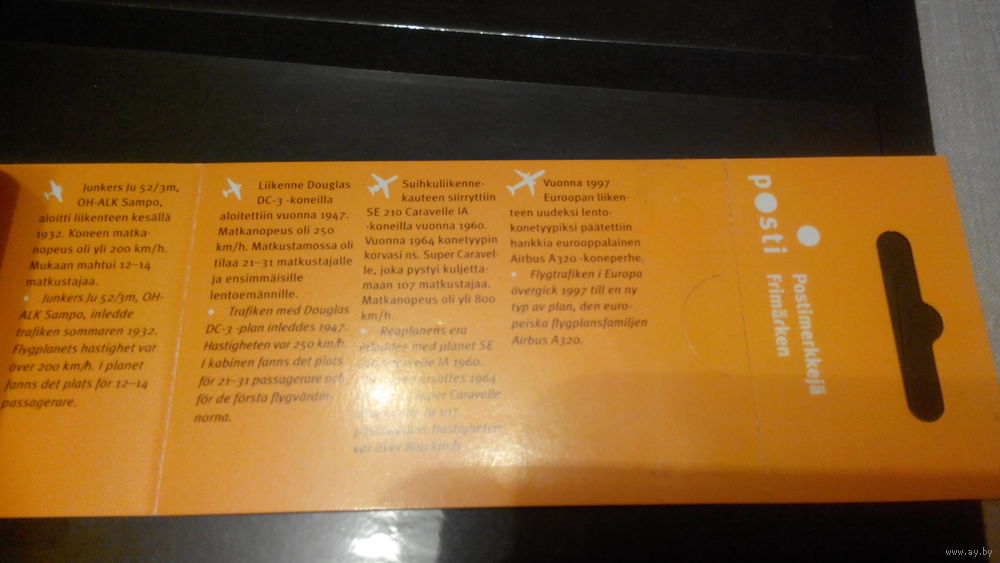 Junkers Ju 52/3m,
OH-ALK Sampo,
aloitti liikenteen kesällä
1932. Koneen matka-
nopeus oli yli 200 km/h.
Mukaan mahtui 12–14
matkustajaa.
• Junkers Ju 52/3m, OH-
ALK Sampo, inledde
trafiken sommaren 1932.
Flygplanets hastighet var
över 200 km/h. I planet
fanns det plats för 12–14
passagerare.
Liikenne Douglas
DC-3 -koneilla
aloitettiin vuonna 1947.
Matkanopeus oli 250
km/h. Matkustamossa oli
tilaa 21–31 matkustajalle
ja ensimmäisille
lentoemännille.
• Trafiken med Douglas
DC-3 -plan inleddes 1947.
Hastigheten var 250 km/h.
I kabinen fanns det plats
för 21–31 passagerare och
för de första flygvärdin-
norna.
Suihkuliikenne-
kauteen siirryttiin
SE 210 Caravelle IA
-koneilla vuonna 1960.
Vuonna 1964 konetyypin
korvasi ns. Super Caravel-
le, joka pystyi kuljetta-
maan 107 matkustajaa.
Matkanopeus oli yli 800
km/h.
• Reaplanens era
inleddes med planet SE
Caravelle IA 1960.
1964
Super Caravelle
107
Hastigheten
var över 800 km/h
Vuonna 1997
Euroopan liiken-
teen uudeksi lento-
konetyypiksi päätettiin
hankkia eurooppalainen
Airbus A320 -koneperhe.
• Flygtrafiken i Europa
övergick 1997 till en ny
typ av plan, den euro-
peiska flygplansfamiljen
Airbus A320.
posti
Postimerkkejä
Frimärken
www.ay.by